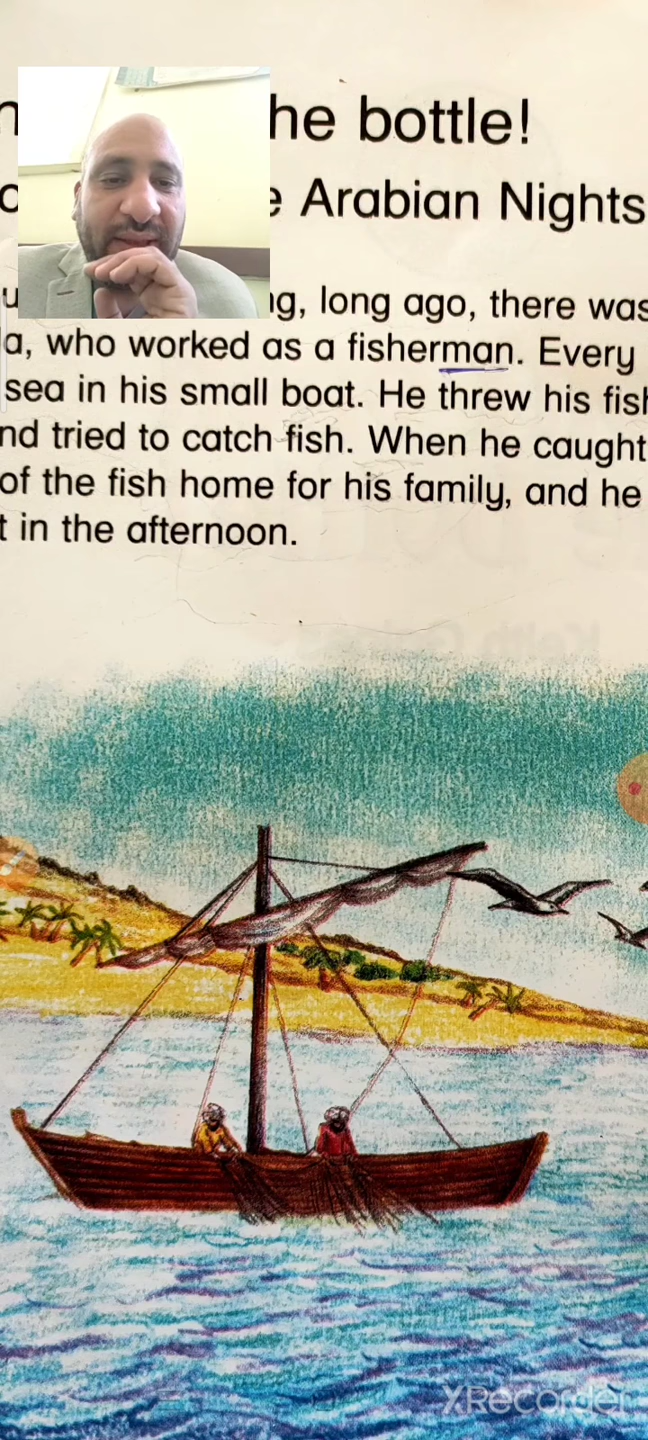 he bottle!
Arabian Nights
g, long ago, there was
a, who worked as a fisherman. Every
sea in his small boat. He threw his fish
nd tried to catch fish. When he caught
of the fish home for his family, and he
t in the afternoon.
XRecorder